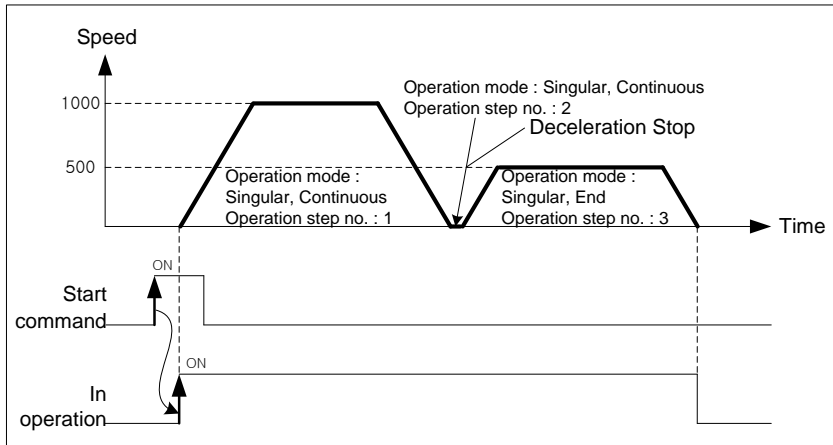 Speed
Operation mode : Singular, Continuous
Operation step no. : 2
Deceleration Stop
1000
500
Operation mode :
Singular, Continuous
Operation step no. : 1
Operation mode :
Singular, End
Operation step no. : 3
Time
ON
Start
command
ON
In
operation